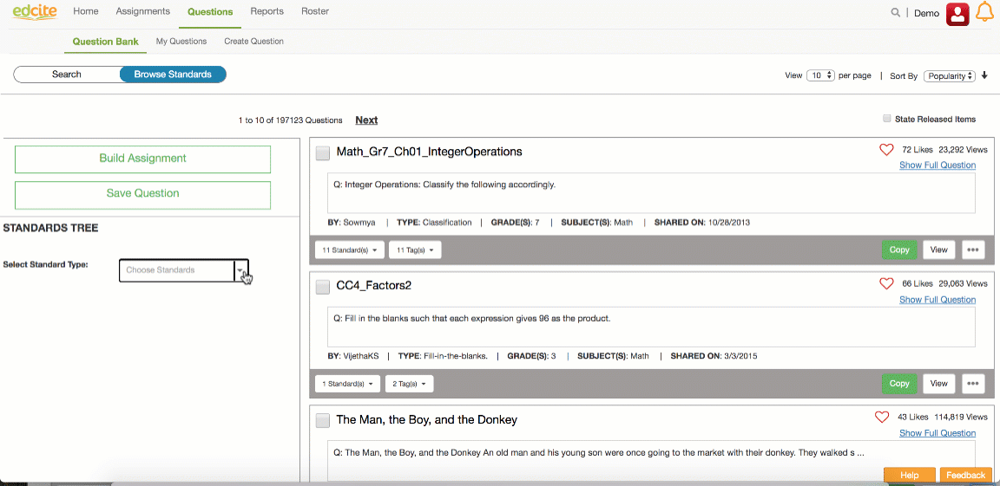 edcite Home Assignments Questions Reports Roster | Demo
Question Bank My Questions Create Question
Search Browse Standards View 10 per page | Sort By Popularity
1 to 10 of 197123 Questions Next State Released Items
Build Assignment
Save Question
STANDARDS TREE
Select Standard Type: Choose Standards
Math_Gr7_Ch01_IntegerOperations 72 Likes 23,292 Views
Show Full Question
Q: Integer Operations: Classify the following accordingly.
BY: Sowmya | TYPE: Classification | GRADE(S): 7 | SUBJECT(S): Math | SHARED ON: 10/28/2013
11 Standard(s) 11 Tag(s) Copy View •••
CC4_Factors2 66 Likes 29,063 Views
Show Full Question
Q: Fill in the blanks such that each expression gives 96 as the product.
BY: VijethaKS | TYPE: Fill-in-the-blanks. | GRADE(S): 3 | SUBJECT(S): Math | SHARED ON: 3/3/2015
1 Standard(s) 2 Tag(s) Copy View •••
The Man, the Boy, and the Donkey 43 Likes 114,819 Views
Show Full Question
Q: The Man, the Boy, and the Donkey An old man and his young son were once going to the market with their donkey. They walked s ...
Help Feedback